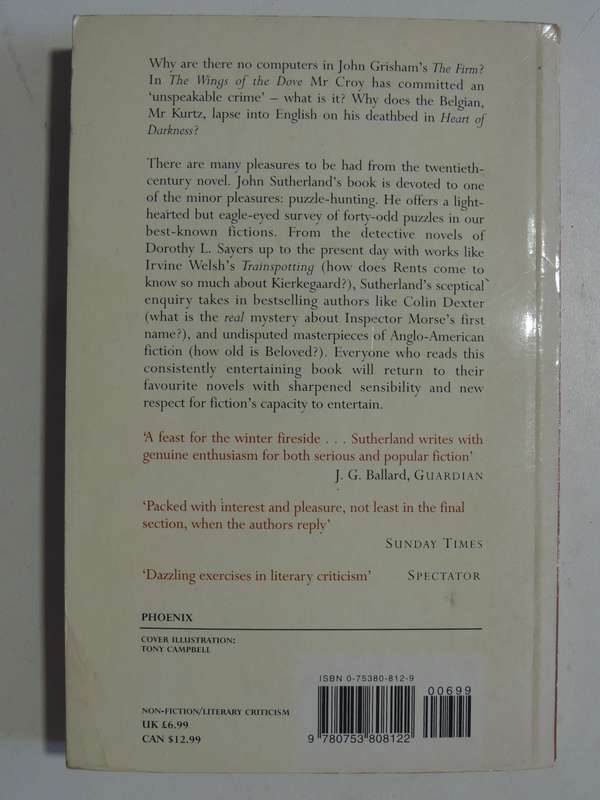 Why are there no computers in John Grisham's The Firm?
In The Wings of the Dove Mr Croy has committed an
'unspeakable crime' – what is it? Why does the Belgian,
Mr Kurtz, lapse into English on his deathbed in Heart of
Darkness?
There are many pleasures to be had from the twentieth-
century novel. John Sutherland's book is devoted to one
of the minor pleasures: puzzle-hunting. He offers a light-
hearted but eagle-eyed survey of forty-odd puzzles in our
best-known fictions. From the detective novels of
Dorothy L. Sayers up to the present day with works like
Irvine Welsh's Trainspotting (how does Rents come to
know so much about Kierkegaard?), Sutherland's sceptical
enquiry takes in bestselling authors like Colin Dexter
(what is the real mystery about Inspector Morse's first
name?), and undisputed masterpieces of Anglo-American
fiction (how old is Beloved?). Everyone who reads this
consistently entertaining book will return to their
favourite novels with sharpened sensibility and new
respect for fiction's capacity to entertain.
'A feast for the winter fireside . . . Sutherland writes with
genuine enthusiasm for both serious and popular fiction'
J. G. Ballard, GUARDIAN
'Packed with interest and pleasure, not least in the final
section, when the authors reply'
SUNDAY TIMES
'Dazzling exercises in literary criticism' SPECTATOR
PHOENIX
COVER ILLUSTRATION:
TONY CAMPBELL
NON-FICTION/LITERARY CRITICISM
UK £6.99
CAN $12.99
ISBN 0-75380-812-9
00699
9 780753 808122